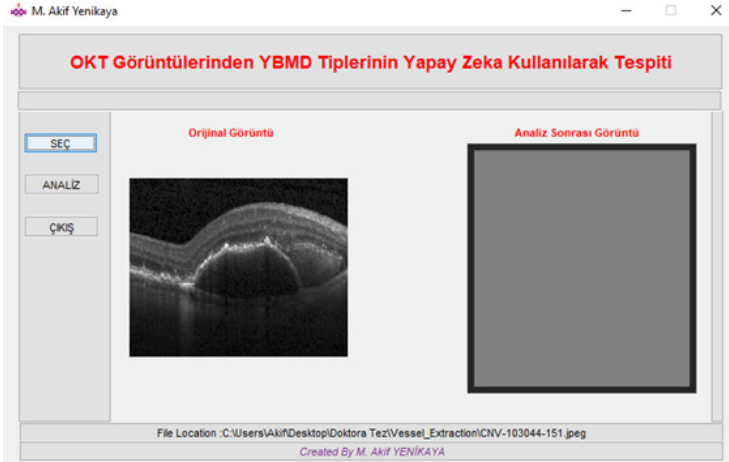 M. Akif Yenikaya
OKT Görüntülerinden YBMD Tiplerinin Yapay Zeka Kullanılarak Tespiti
Orijinal Görüntü
Analiz Sonrası Görüntü
SEÇ
ANALİZ
ÇIKIŞ
File Location :C:\Users\Akif\Desktop\Doktora Tez\Vessel_Extraction\CNV-103044-151.jpeg
Created By M. Akif YENİKAYA